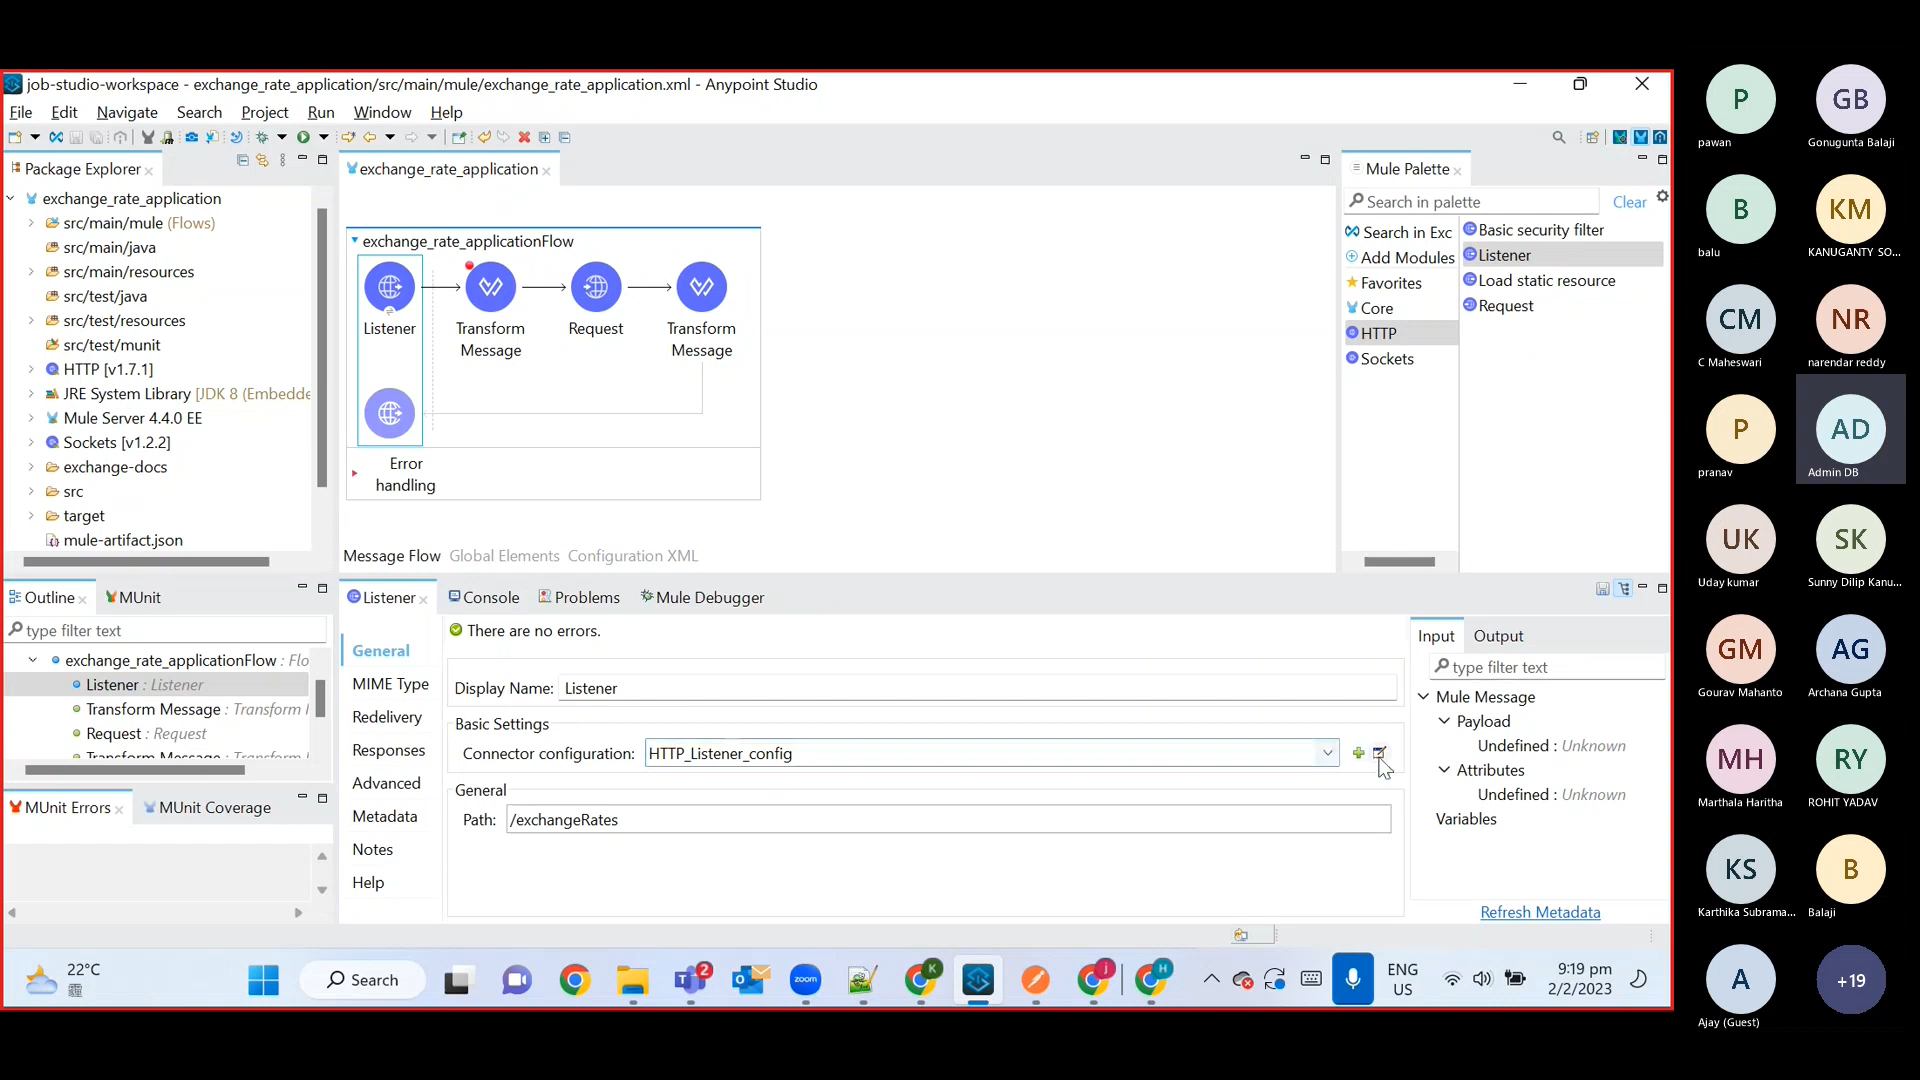 job-studio-workspace - exchange_rate_application/src/main/mule/exchange_rate_application.xml - Anypoint Studio
File Edit Navigate Search Project Run Window Help
Package Explorer
exchange_rate_application
src/main/mule (Flows)
src/main/java
src/main/resources
src/test/java
src/test/resources
src/test/munit
HTTP [v1.7.1]
JRE System Library [JDK 8 (Embedde
Mule Server 4.4.0 EE
Sockets [v1.2.2]
exchange-docs
src
target
mule-artifact.json
exchange_rate_application
exchange_rate_applicationFlow
Listener
Transform Message
Request
Transform Message
Error handling
Message Flow Global Elements Configuration XML
Mule Palette
Search in palette
Clear
Search in Exc
Add Modules
Favorites
Core
HTTP
Sockets
Basic security filter
Listener
Load static resource
Request
Outline
MUnit
type filter text
exchange_rate_applicationFlow : Flo
Listener : Listener
Transform Message : Transform
Request : Request
Transform Message : Transform
MUnit Errors
MUnit Coverage
Listener
Console
Problems
Mule Debugger
General
MIME Type
Redelivery
Responses
Advanced
Metadata
Notes
Help
There are no errors.
Display Name: Listener
Basic Settings
Connector configuration: HTTP_Listener_config
General
Path: /exchangeRates
Input
Output
type filter text
Mule Message
Payload
Undefined : Unknown
Attributes
Undefined : Unknown
Variables
Refresh Metadata
22°C
霾
Search
2
K
J
H
ENG
US
9:19 pm
2/2/2023
P
pawan
GB
Gonugunta Balaji
B
balu
KM
KANUGANTY SO...
CM
C Maheswari
NR
narendar reddy
P
pranav
AD
Admin DB
UK
Uday kumar
SK
Sunny Dilip Kanu...
GM
Gourav Mahanto
AG
Archana Gupta
MH
Marthala Haritha
RY
ROHIT YADAV
KS
Karthika Subrama...
B
Balaji
A
Ajay (Guest)
+19